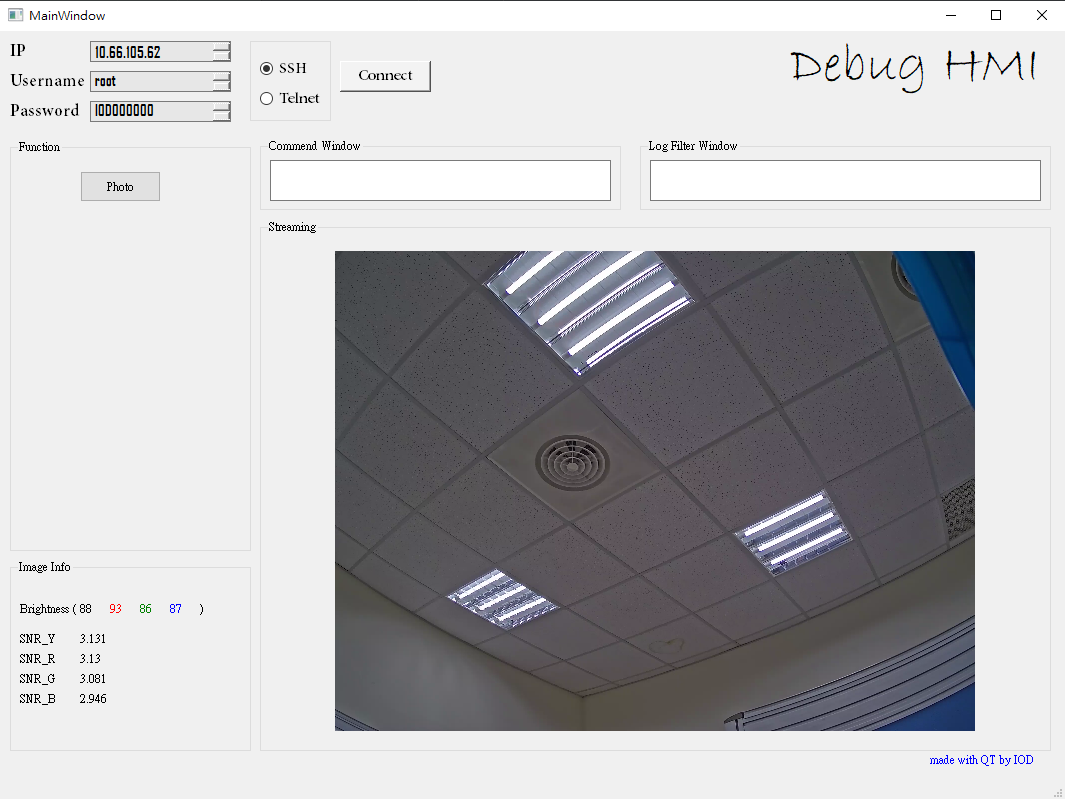 MainWindow
IP 10.66.105.62
Username root
Password IOD000000
SSH
Telnet
Connect
Debug HMI
Function
Photo
Commend Window
Log Filter Window
Streaming
Image Info
Brightness ( 88 93 86 87 )
SNR_Y 3.131
SNR_R 3.13
SNR_G 3.081
SNR_B 2.946
made with QT by IOD